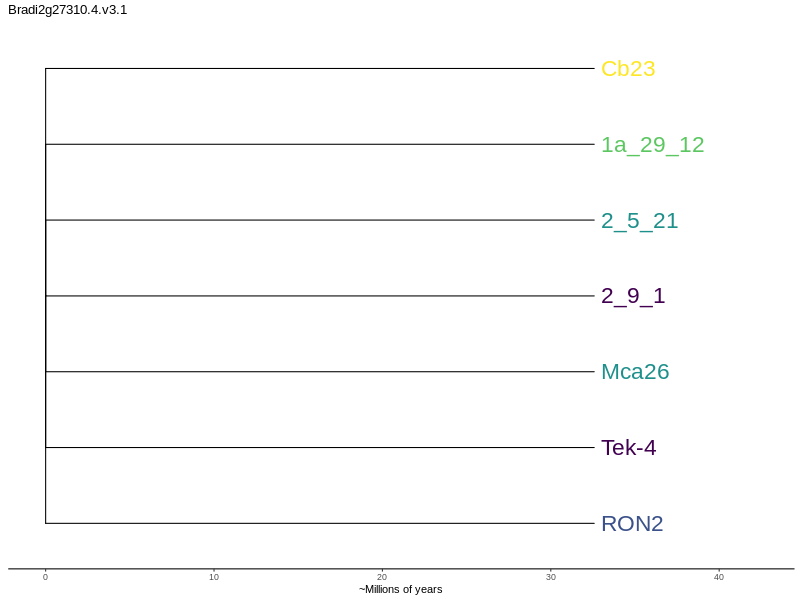 Bradi2g27310.4.v3.1
Cb23
1a_29_12
2_5_21
2_9_1
Mca26
Tek-4
RON2
0 10 20 30 40
~Millions of years